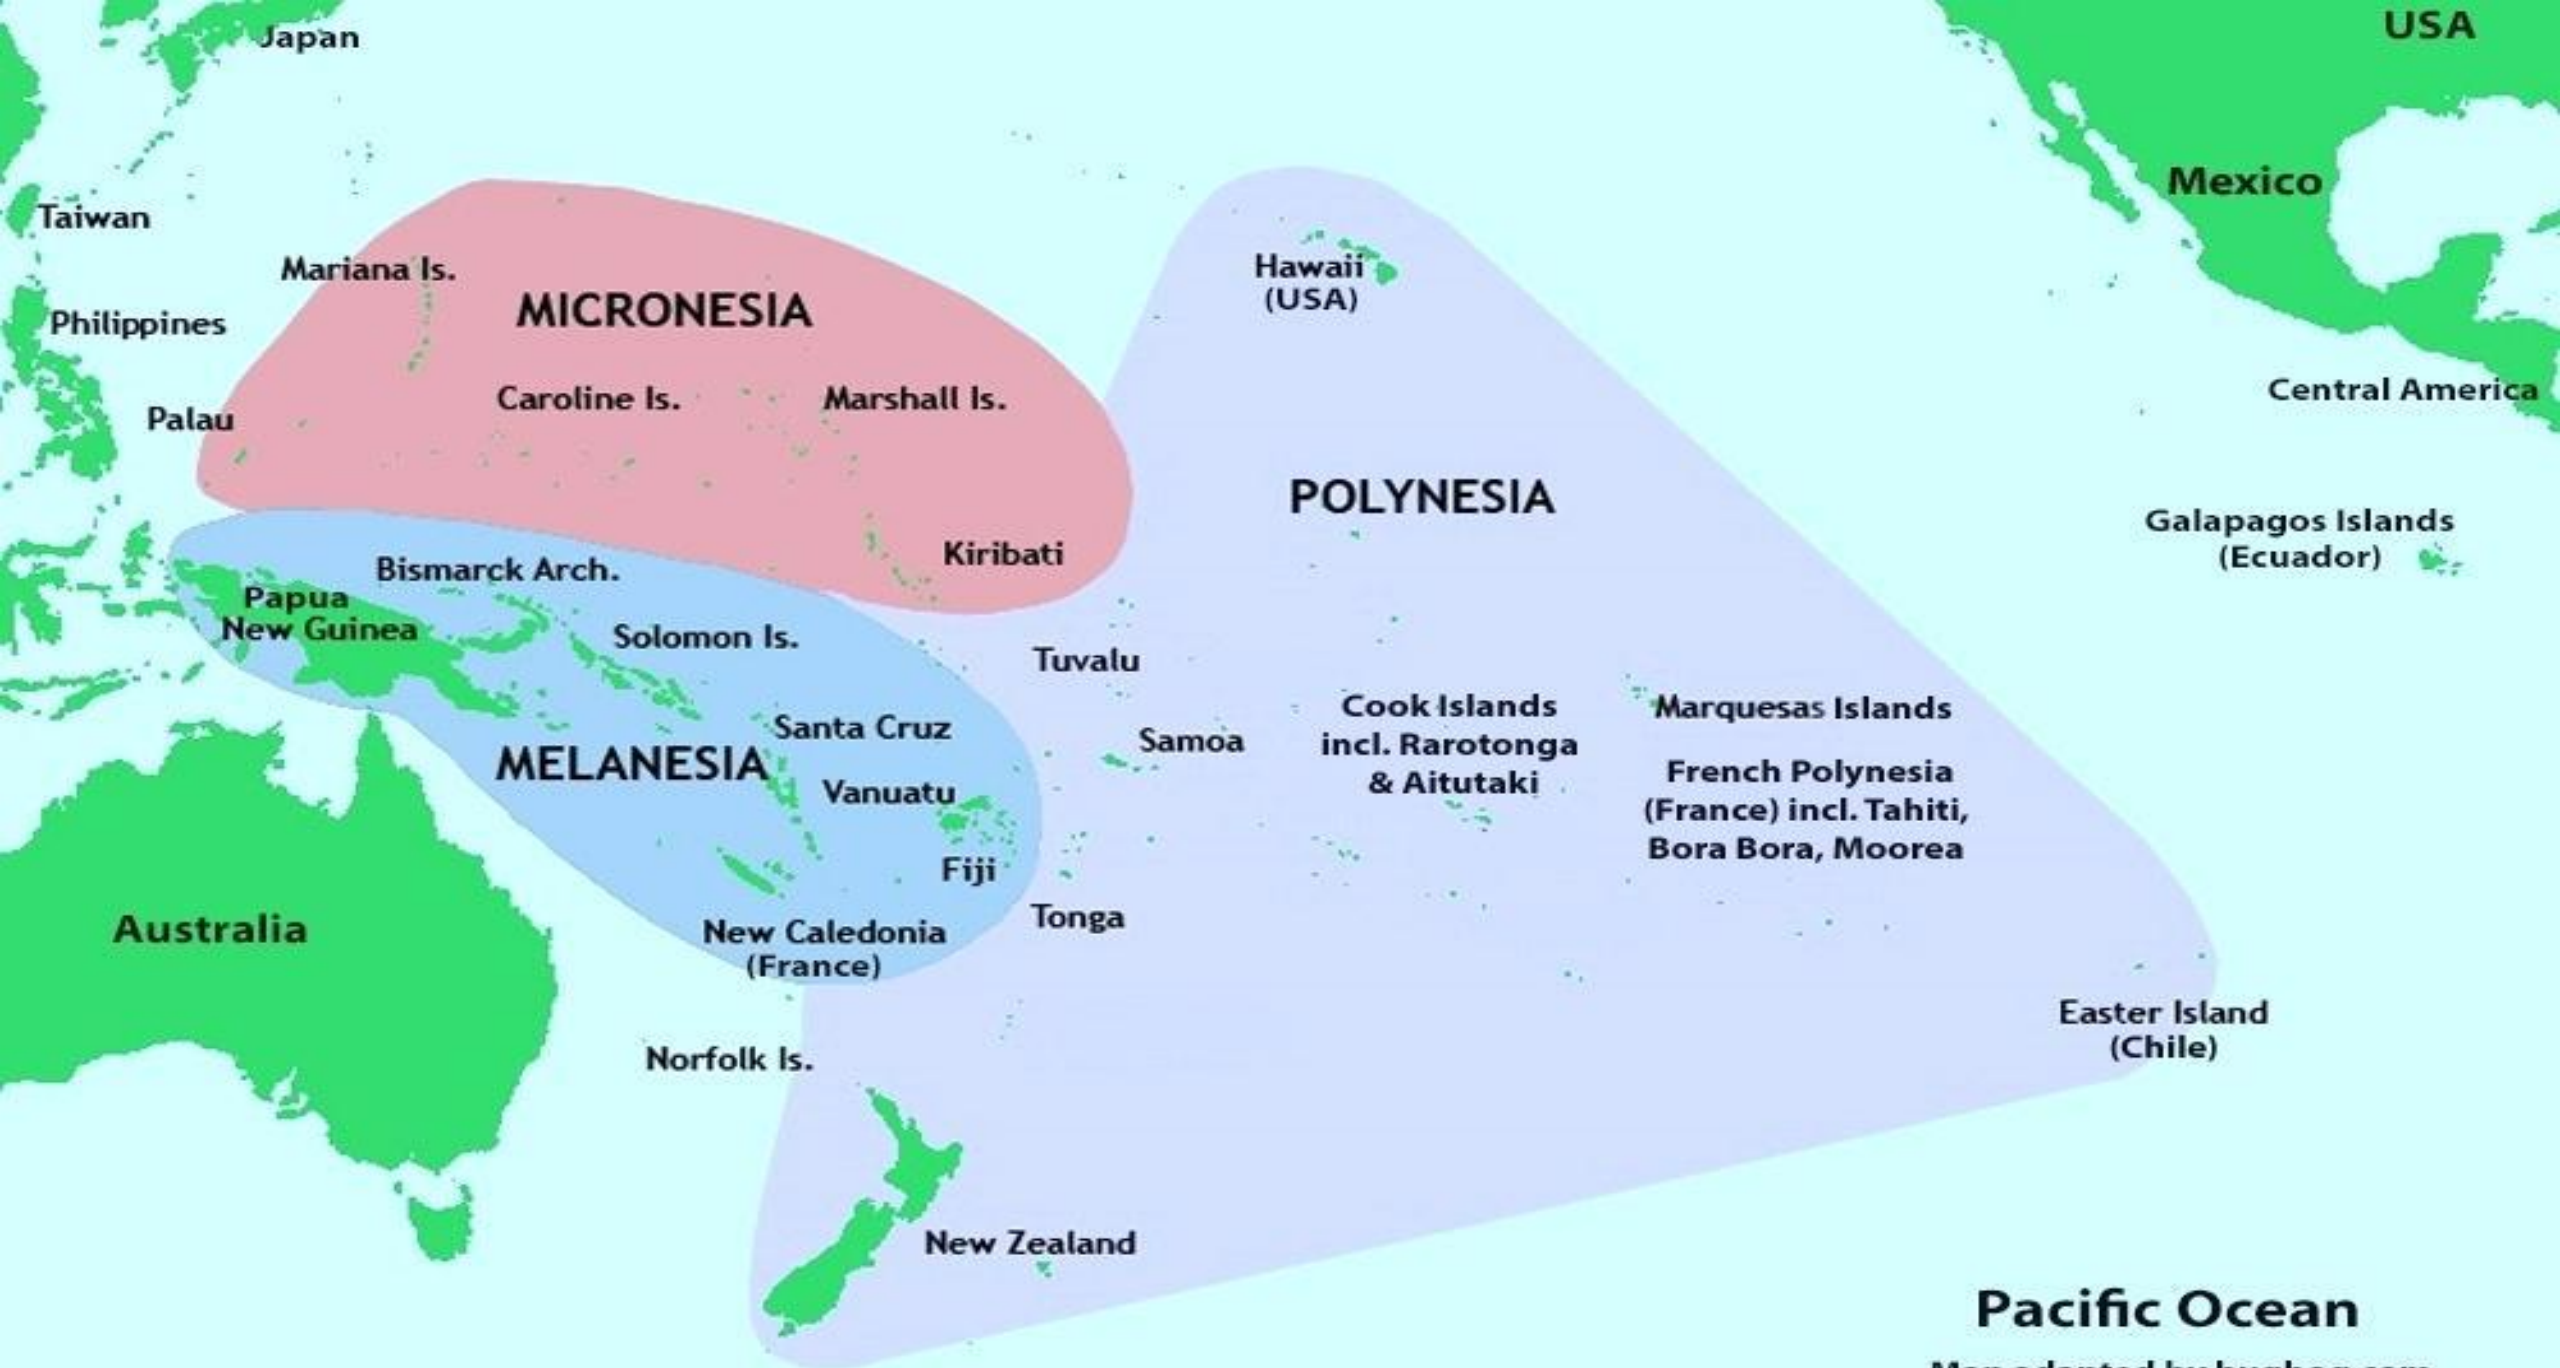 Japan
USA
Mexico
Taiwan
Mariana Is.
MICRONESIA
Hawaii
(USA)
Philippines
Caroline Is.
Marshall Is.
Central America
Palau
POLYNESIA
Galapagos Islands
(Ecuador)
Kiribati
Bismarck Arch.
Papua
New Guinea
Solomon Is.
Tuvalu
Cook Islands
incl. Rarotonga
& Aitutaki
Marquesas Islands
Santa Cruz
Samoa
MELANESIA
French Polynesia
(France) incl. Tahiti,
Bora Bora, Moorea
Vanuatu
Fiji
Tonga
Australia
New Caledonia
(France)
Easter Island
(Chile)
Norfolk Is.
New Zealand
Pacific Ocean
Map adapted by